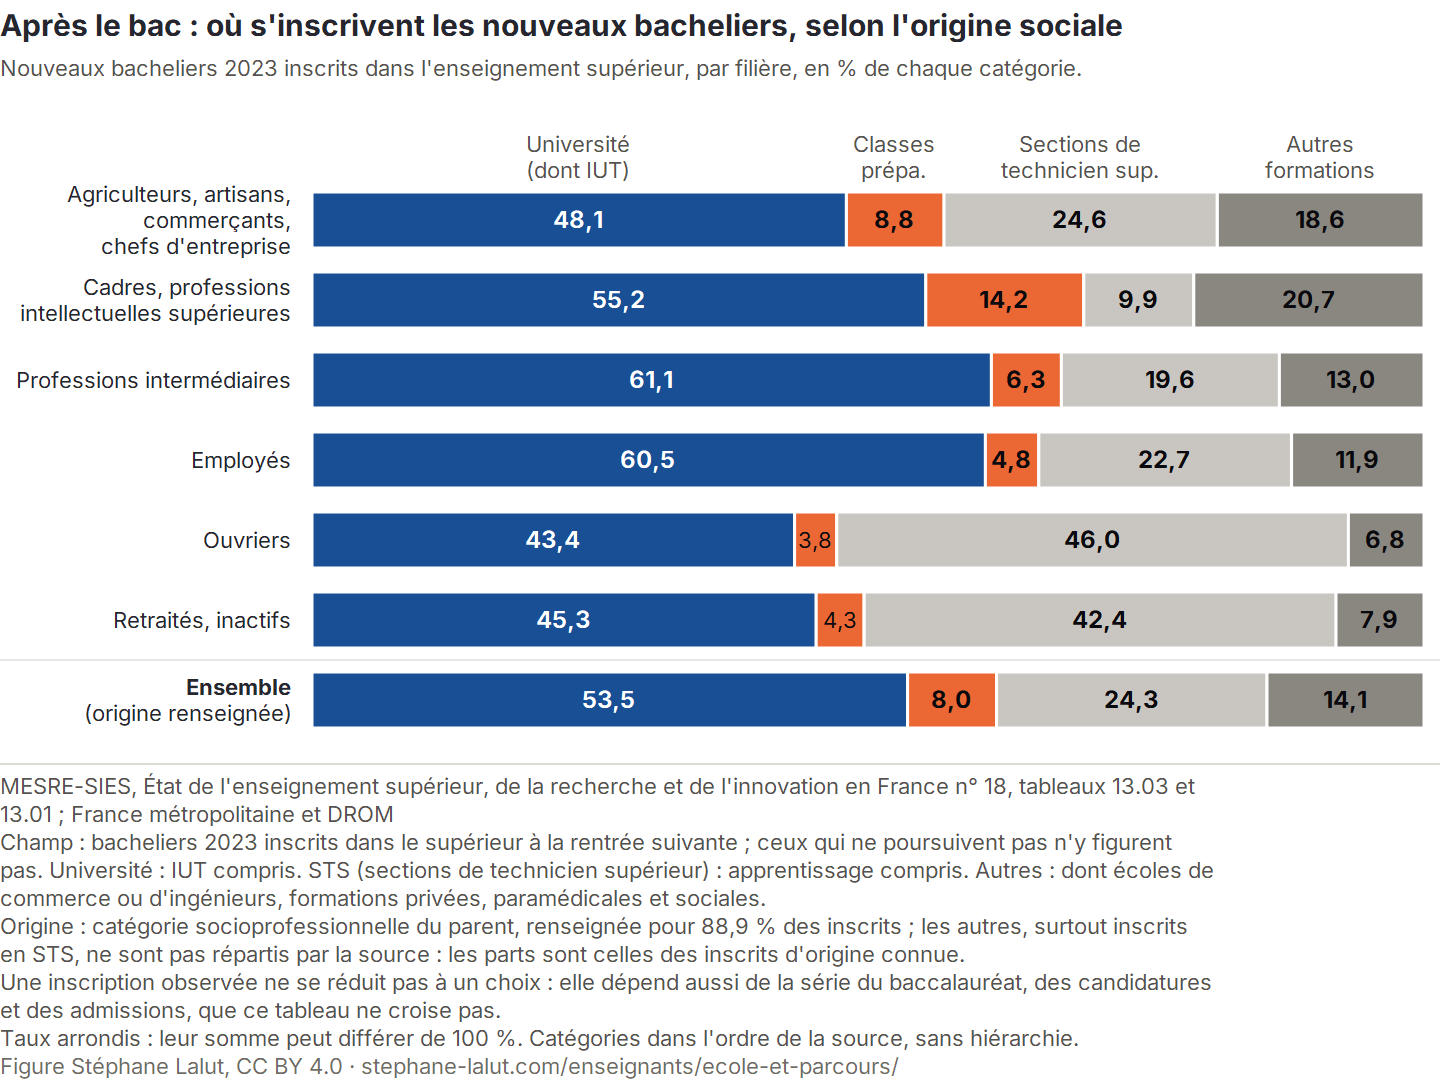 Après le bac : où s'inscrivent les nouveaux bacheliers, selon l'origine sociale
Nouveaux bacheliers 2023 inscrits dans l'enseignement supérieur, par filière, en % de chaque catégorie.
Université
(dont IUT)
Classes
prépa.
Sections de
technicien sup.
Autres
formations
Agriculteurs, artisans,
commerçants,
chefs d'entreprise
48,1 8,8 24,6 18,6
Cadres, professions
intellectuelles supérieures
55,2 14,2 9,9 20,7
Professions intermédiaires 61,1 6,3 19,6 13,0
Employés 60,5 4,8 22,7 11,9
Ouvriers 43,4 3,8 46,0 6,8
Retraités, inactifs 45,3 4,3 42,4 7,9
Ensemble
(origine renseignée)
53,5 8,0 24,3 14,1
MESRE-SIES, État de l'enseignement supérieur, de la recherche et de l'innovation en France n° 18, tableaux 13.03 et
13.01 ; France métropolitaine et DROM
Champ : bacheliers 2023 inscrits dans le supérieur à la rentrée suivante ; ceux qui ne poursuivent pas n'y figurent
pas. Université : IUT compris. STS (sections de technicien supérieur) : apprentissage compris. Autres : dont écoles de
commerce ou d'ingénieurs, formations privées, paramédicales et sociales.
Origine : catégorie socioprofessionnelle du parent, renseignée pour 88,9 % des inscrits ; les autres, surtout inscrits
en STS, ne sont pas répartis par la source : les parts sont celles des inscrits d'origine connue.
Une inscription observée ne se réduit pas à un choix : elle dépend aussi de la série du baccalauréat, des candidatures
et des admissions, que ce tableau ne croise pas.
Taux arrondis : leur somme peut différer de 100 %. Catégories dans l'ordre de la source, sans hiérarchie.
Figure Stéphane Lalut, CC BY 4.0 · stephane-lalut.com/enseignants/ecole-et-parcours/